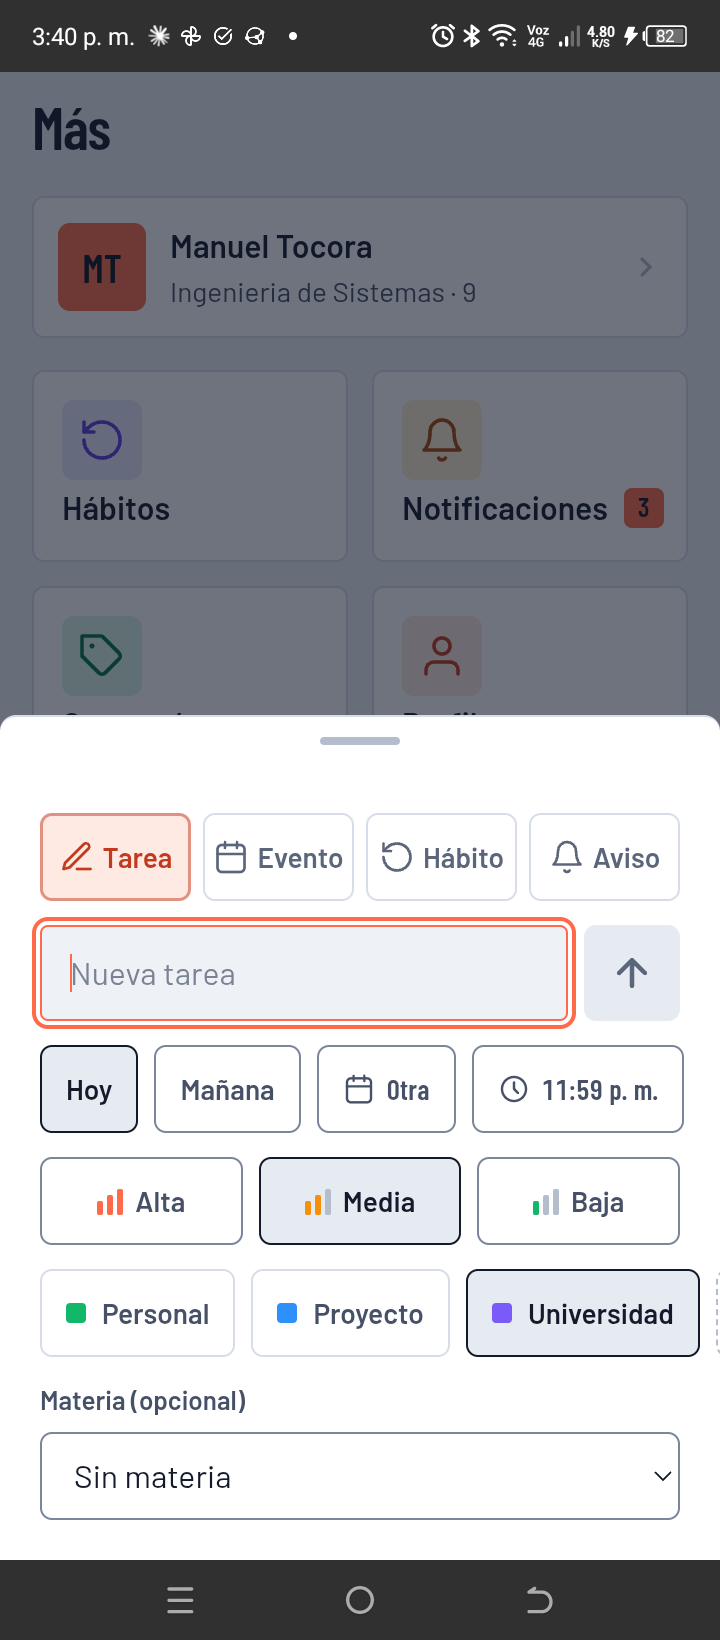 3:40 p. m.
Voz
4G
4.80
K/S
82
Más
MT
Manuel Tocora
Ingenieria de Sistemas · 9
Hábitos
Notificaciones 3
Tarea
Evento
Hábito
Aviso
Nueva tarea
Hoy
Mañana
Otra
11:59 p. m.
Alta
Media
Baja
Personal
Proyecto
Universidad
Materia (opcional)
Sin materia